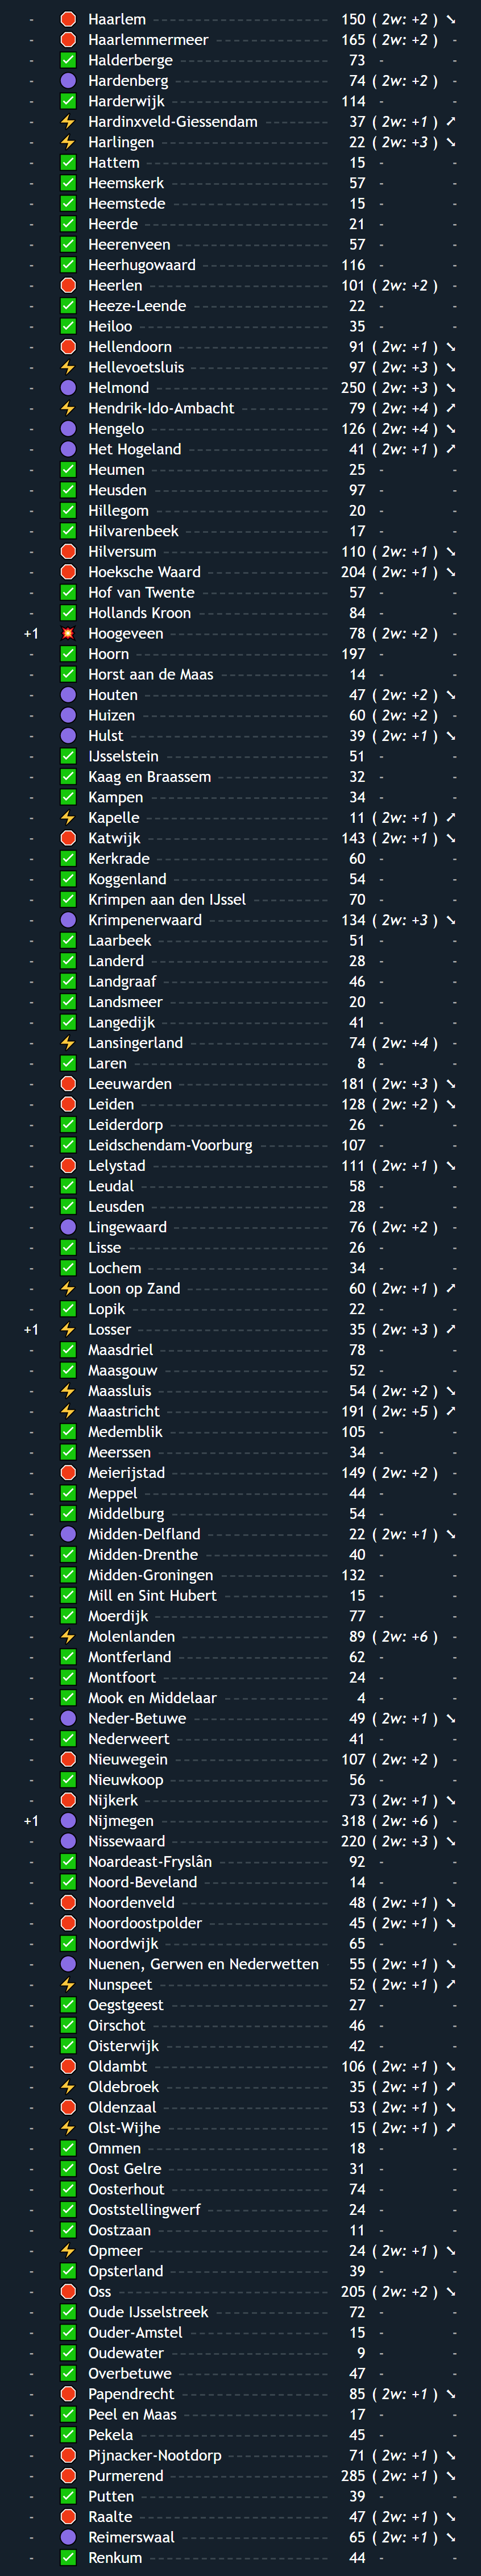 - 🛑 Haarlem 150 ( 2w: +2 ) ↘
- 🛑 Haarlemmermeer 165 ( 2w: +2 ) -
- ✅ Halderberge 73 - -
- 🟣 Hardenberg 74 ( 2w: +2 ) -
- ✅ Harderwijk 114 - -
- ⚡ Hardinxveld-Giessendam 37 ( 2w: +1 ) ↗
- ⚡ Harlingen 22 ( 2w: +3 ) ↘
- ✅ Hattem 15 - -
- ✅ Heemskerk 57 - -
- ✅ Heemstede 15 - -
- ✅ Heerde 21 - -
- ✅ Heerenveen 57 - -
- ✅ Heerhugowaard 116 - -
- 🛑 Heerlen 101 ( 2w: +2 ) -
- ✅ Heeze-Leende 22 - -
- ✅ Heiloo 35 - -
- 🛑 Hellendoorn 91 ( 2w: +1 ) ↘
- ⚡ Hellevoetsluis 97 ( 2w: +3 ) ↘
- 🟣 Helmond 250 ( 2w: +3 ) ↘
- ⚡ Hendrik-Ido-Ambacht 79 ( 2w: +4 ) ↗
- 🟣 Hengelo 126 ( 2w: +4 ) ↘
- 🟣 Het Hogeland 41 ( 2w: +1 ) ↗
- ✅ Heumen 25 - -
- ✅ Heusden 97 - -
- ✅ Hillegom 20 - -
- ✅ Hilvarenbeek 17 - -
- 🛑 Hilversum 110 ( 2w: +1 ) ↘
- 🛑 Hoeksche Waard 204 ( 2w: +1 ) ↘
- ✅ Hof van Twente 57 - -
- ✅ Hollands Kroon 84 - -
+1 💥 Hoogeveen 78 ( 2w: +2 ) -
- ✅ Hoorn 197 - -
- ✅ Horst aan de Maas 14 - -
- 🟣 Houten 47 ( 2w: +2 ) ↘
- 🟣 Huizen 60 ( 2w: +2 ) -
- 🟣 Hulst 39 ( 2w: +1 ) ↘
- ✅ IJsselstein 51 - -
- ✅ Kaag en Braassem 32 - -
- ✅ Kampen 34 - -
- ⚡ Kapelle 11 ( 2w: +1 ) ↗
- 🛑 Katwijk 143 ( 2w: +1 ) ↘
- ✅ Kerkrade 60 - -
- ✅ Koggenland 54 - -
- ✅ Krimpen aan den IJssel 70 - -
- 🟣 Krimpenerwaard 134 ( 2w: +3 ) ↘
- ✅ Laarbeek 51 - -
- ✅ Landerd 28 - -
- ✅ Landgraaf 46 - -
- ✅ Landsmeer 20 - -
- ✅ Langedijk 41 - -
- ⚡ Lansingerland 74 ( 2w: +4 ) -
- ✅ Laren 8 - -
- 🛑 Leeuwarden 181 ( 2w: +3 ) ↘
- 🛑 Leiden 128 ( 2w: +2 ) ↘
- ✅ Leiderdorp 26 - -
- ✅ Leidschendam-Voorburg 107 - -
- 🛑 Lelystad 111 ( 2w: +1 ) ↘
- ✅ Leudal 58 - -
- ✅ Leusden 28 - -
- 🟣 Lingewaard 76 ( 2w: +2 ) -
- ✅ Lisse 26 - -
- ✅ Lochem 34 - -
- ⚡ Loon op Zand 60 ( 2w: +1 ) ↗
- ✅ Lopik 22 - -
+1 ⚡ Losser 35 ( 2w: +3 ) ↗
- ✅ Maasdriel 78 - -
- ✅ Maasgouw 52 - -
- ⚡ Maassluis 54 ( 2w: +2 ) ↘
- ⚡ Maastricht 191 ( 2w: +5 ) ↗
- ✅ Medemblik 105 - -
- ✅ Meerssen 34 - -
- 🛑 Meierijstad 149 ( 2w: +2 ) -
- ✅ Meppel 44 - -
- ✅ Middelburg 54 - -
- 🟣 Midden-Delfland 22 ( 2w: +1 ) ↘
- ✅ Midden-Drenthe 40 - -
- ✅ Midden-Groningen 132 - -
- ✅ Mill en Sint Hubert 15 - -
- ✅ Moerdijk 77 - -
- ⚡ Molenlanden 89 ( 2w: +6 ) -
- ✅ Montferland 62 - -
- ✅ Montfoort 24 - -
- ✅ Mook en Middelaar 4 - -
- 🟣 Neder-Betuwe 49 ( 2w: +1 ) ↘
- ✅ Nederweert 41 - -
- 🛑 Nieuwegein 107 ( 2w: +2 ) -
- ✅ Nieuwkoop 56 - -
- 🛑 Nijkerk 73 ( 2w: +1 ) ↘
+1 🟣 Nijmegen 318 ( 2w: +6 ) -
- 🟣 Nissewaard 220 ( 2w: +3 ) ↘
- ✅ Noardeast-Fryslân 92 - -
- ✅ Noord-Beveland 14 - -
- 🛑 Noordenveld 48 ( 2w: +1 ) ↘
- 🛑 Noordoostpolder 45 ( 2w: +1 ) ↘
- ✅ Noordwijk 65 - -
- 🟣 Nuenen, Gerwen en Nederwetten 55 ( 2w: +1 ) ↘
- ⚡ Nunspeet 52 ( 2w: +1 ) ↗
- ✅ Oegstgeest 27 - -
- ✅ Oirschot 46 - -
- ✅ Oisterwijk 42 - -
- 🛑 Oldambt 106 ( 2w: +1 ) ↘
- ⚡ Oldebroek 35 ( 2w: +1 ) ↗
- 🛑 Oldenzaal 53 ( 2w: +1 ) ↘
- ⚡ Olst-Wijhe 15 ( 2w: +1 ) ↗
- ✅ Ommen 18 - -
- ✅ Oost Gelre 31 - -
- ✅ Oosterhout 74 - -
- ✅ Ooststellingwerf 24 - -
- ✅ Oostzaan 11 - -
- ⚡ Opmeer 24 ( 2w: +1 ) ↘
- ✅ Opsterland 39 - -
- 🛑 Oss 205 ( 2w: +2 ) ↘
- ✅ Oude IJsselstreek 72 - -
- ✅ Ouder-Amstel 15 - -
- ✅ Oudewater 9 - -
- ✅ Overbetuwe 47 - -
- 🛑 Papendrecht 85 ( 2w: +1 ) ↘
- ✅ Peel en Maas 17 - -
- ✅ Pekela 45 - -
- 🛑 Pijnacker-Nootdorp 71 ( 2w: +1 ) ↘
- 🛑 Purmerend 285 ( 2w: +1 ) ↘
- ✅ Putten 39 - -
- 🛑 Raalte 47 ( 2w: +1 ) ↘
- 🟣 Reimerswaal 65 ( 2w: +1 ) ↘
- ✅ Renkum 44 - -